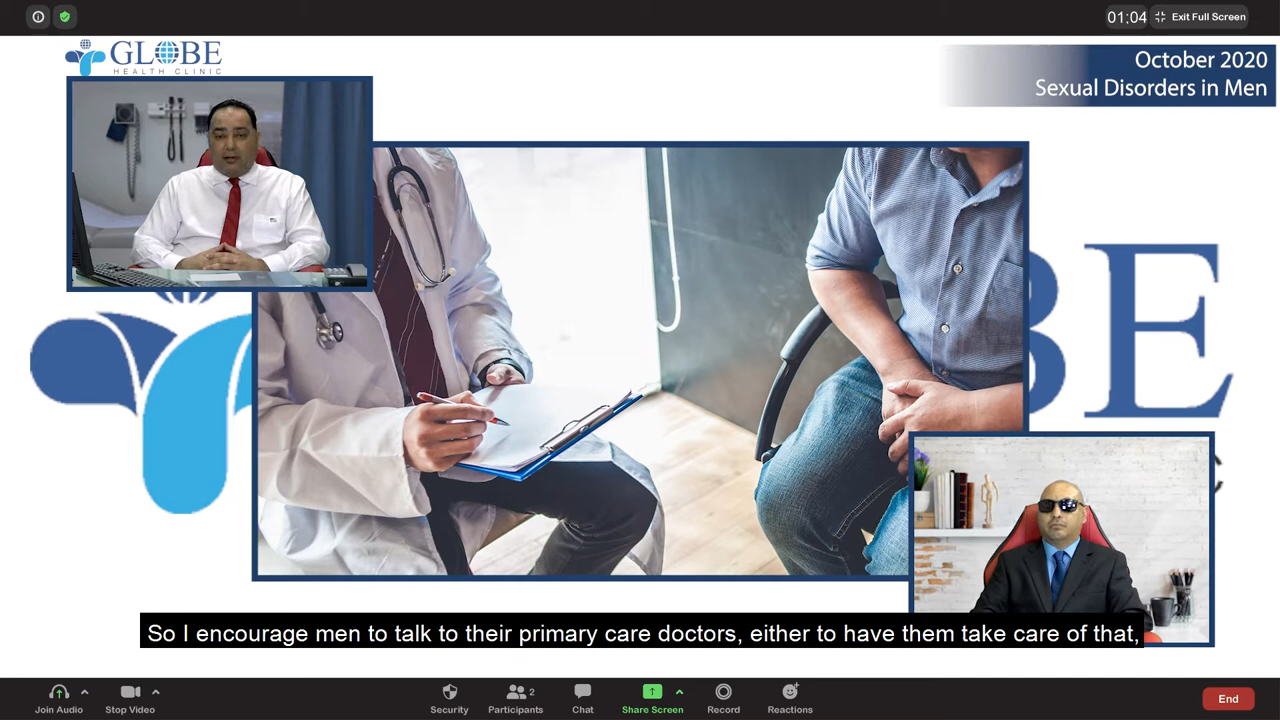 01:04
Exit Full Screen
GLOBE
HEALTH CLINIC
October 2020
Sexual Disorders in Men
BE
So I encourage men to talk to their primary care doctors, either to have them take care of that,
Join Audio
Stop Video
Security
Participants
2
Chat
Share Screen
Record
Reactions
End